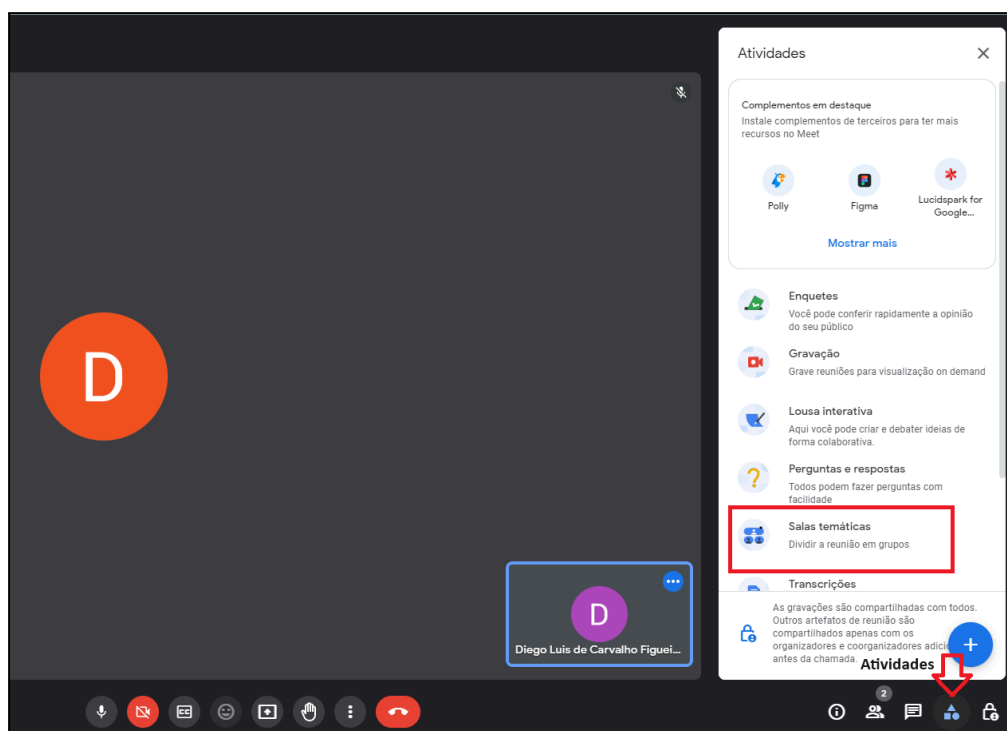 Atividades
Complementos em destaque
Instale complementos de terceiros para ter mais
recursos no Meet
Polly
Figma
Lucidspark for
Google...
Mostrar mais
Enquetes
Você pode conferir rapidamente a opinião
do seu público
Gravação
Grave reuniões para visualização on demand
Lousa interativa
Aqui você pode criar e debater ideias de
forma colaborativa.
Perguntas e respostas
Todos podem fazer perguntas com
facilidade
Salas temáticas
Dividir a reunião em grupos
Transcrições
As gravações são compartilhadas com todos.
Outros artefatos de reunião são
compartilhados apenas com os
organizadores e coorganizadores
antes da chamada.
Atividades
D
D
Diego Luis de Carvalho Figuei...
CC
2